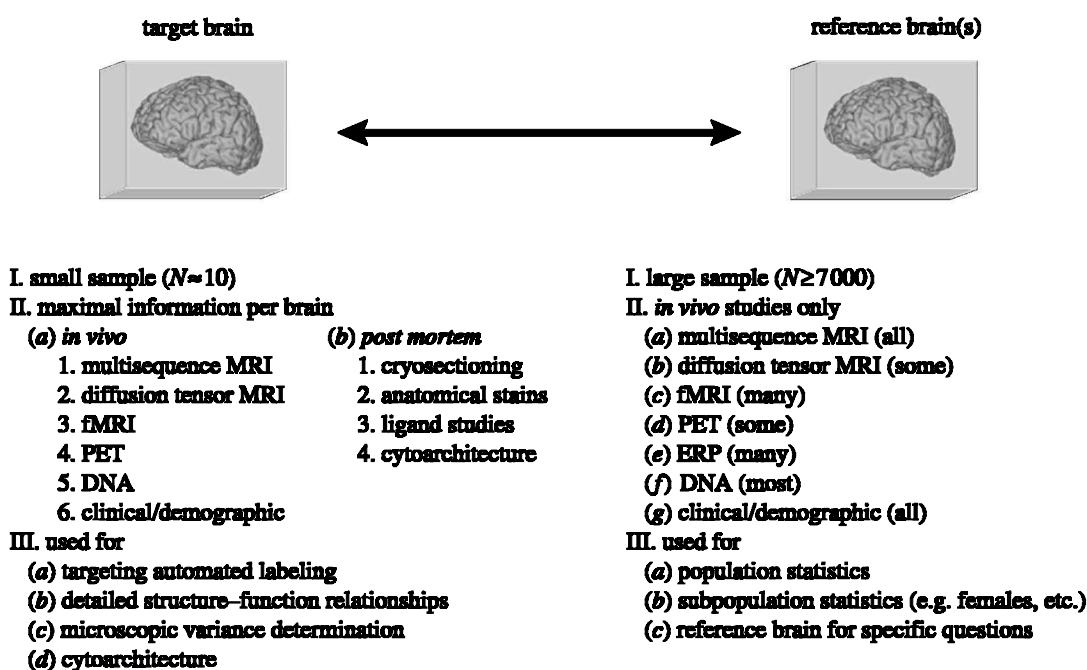 target brain
reference brain(s)
I. small sample (N≈10)
II. maximal information per brain
(a) in vivo
1. multisequence MRI
2. diffusion tensor MRI
3. fMRI
4. PET
5. DNA
6. clinical/demographic
(b) post mortem
1. cryosectioning
2. anatomical stains
3. ligand studies
4. cytoarchitecture
III. used for
(a) targeting automated labeling
(b) detailed structure–function relationships
(c) microscopic variance determination
(d) cytoarchitecture
I. large sample (N≥7000)
II. in vivo studies only
(a) multisequence MRI (all)
(b) diffusion tensor MRI (some)
(c) fMRI (many)
(d) PET (some)
(e) ERP (many)
(f) DNA (most)
(g) clinical/demographic (all)
III. used for
(a) population statistics
(b) subpopulation statistics (e.g. females, etc.)
(c) reference brain for specific questions